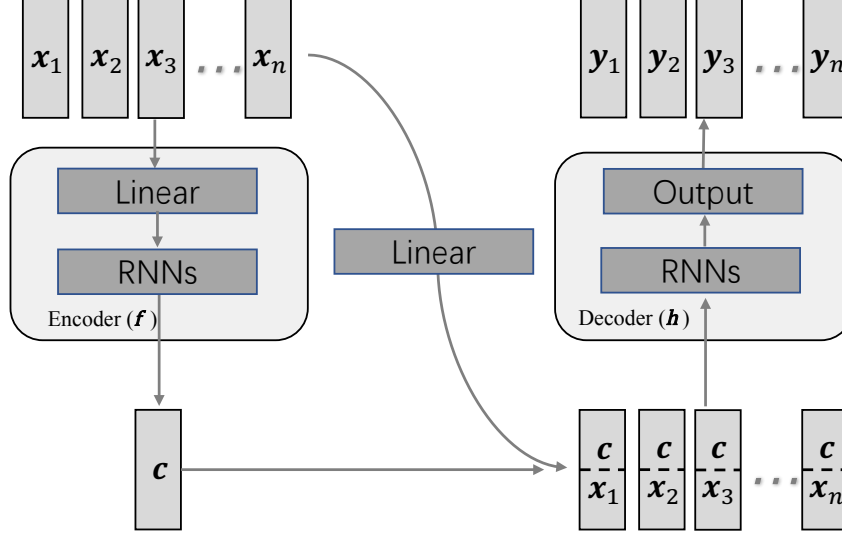 x₁ x₂ x₃ ... xₙ
y₁ y₂ y₃ ... yₙ
Linear
RNNs
Encoder (f)
Linear
Output
RNNs
Decoder (h)
c
c c c ... c
x₁ x₂ x₃ xₙ